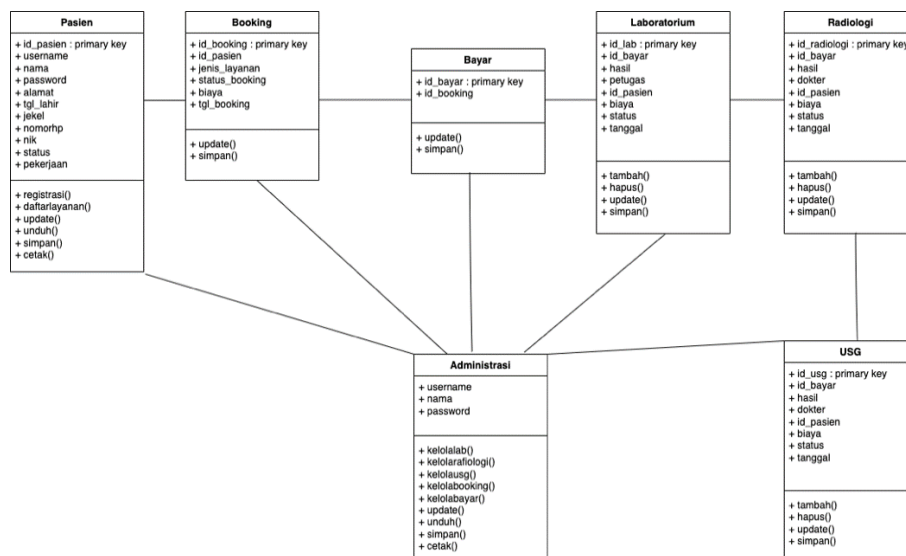 Pasien
+ id_pasien : primary key
+ username
+ nama
+ password
+ alamat
+ tgl_lahir
+ jekel
+ nomorhp
+ nik
+ status
+ pekerjaan
+ registrasi()
+ daftarlayanan()
+ update()
+ unduh()
+ simpan()
+ cetak()
Booking
+ id_booking : primary key
+ id_pasien
+ jenis_layanan
+ status_booking
+ biaya
+ tgl_booking
+ update()
+ simpan()
Bayar
+ id_bayar : primary key
+ id_booking
+ update()
+ simpan()
Laboratorium
+ id_lab : primary key
+ id_bayar
+ hasil
+ petugas
+ id_pasien
+ biaya
+ status
+ tanggal
+ tambah()
+ hapus()
+ update()
+ simpan()
Radiologi
+ id_radiologi : primary key
+ id_bayar
+ hasil
+ dokter
+ id_pasien
+ biaya
+ status
+ tanggal
+ tambah()
+ hapus()
+ update()
+ simpan()
Administrasi
+ username
+ nama
+ password
+ kelolalab()
+ kelolarafiologi()
+ kelolausg()
+ kelolabooking()
+ kelolabayar()
+ update()
+ unduh()
+ simpan()
+ cetak()
USG
+ id_usg : primary key
+ id_bayar
+ hasil
+ dokter
+ id_pasien
+ biaya
+ status
+ tanggal
+ tambah()
+ hapus()
+ update()
+ simpan()